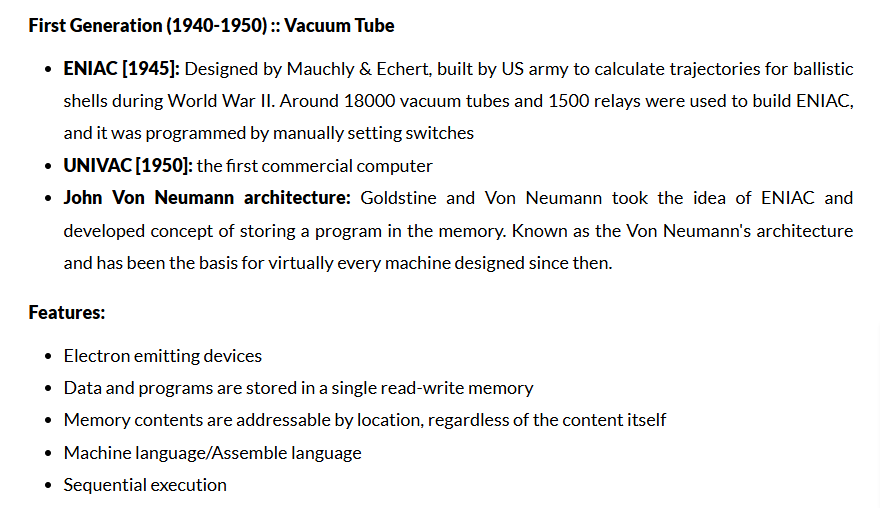 First Generation (1940-1950) :: Vacuum Tube
• ENIAC [1945]: Designed by Mauchly & Echert, built by US army to calculate trajectories for ballistic
shells during World War II. Around 18000 vacuum tubes and 1500 relays were used to build ENIAC,
and it was programmed by manually setting switches
• UNIVAC [1950]: the first commercial computer
• John Von Neumann architecture: Goldstine and Von Neumann took the idea of ENIAC and
developed concept of storing a program in the memory. Known as the Von Neumann's architecture
and has been the basis for virtually every machine designed since then.
Features:
• Electron emitting devices
• Data and programs are stored in a single read-write memory
• Memory contents are addressable by location, regardless of the content itself
• Machine language/Assemble language
• Sequential execution